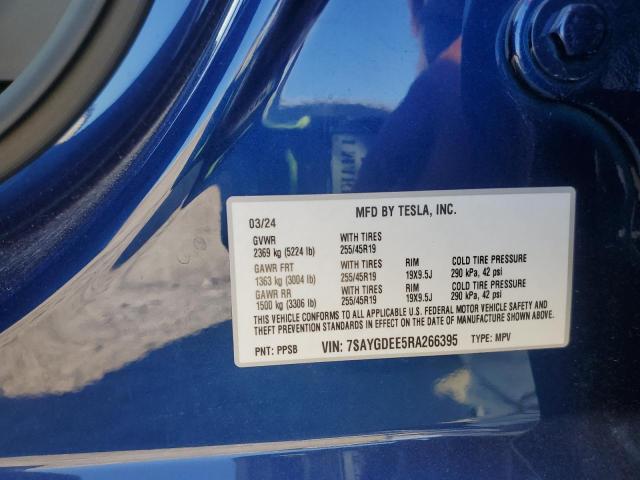 MFD BY TESLA, INC.
03/24
GVWR WITH TIRES
2369 kg (5224 lb) 255/45R19
GAWR FRT WITH TIRES RIM COLD TIRE PRESSURE
1363 kg (3004 lb) 255/45R19 19X9.5J 290 kPa, 42 psi
GAWR RR WITH TIRES RIM COLD TIRE PRESSURE
1500 kg (3306 lb) 255/45R19 19X9.5J 290 kPa, 42 psi
THIS VEHICLE CONFORMS TO ALL APPLICABLE U.S. FEDERAL MOTOR VEHICLE SAFETY AND
THEFT PREVENTION STANDARDS IN EFFECT ON THE DATE OF MANUFACTURE SHOWN ABOVE.
PNT: PPSB VIN: 7SAYGDEE5RA266395 TYPE: MPV